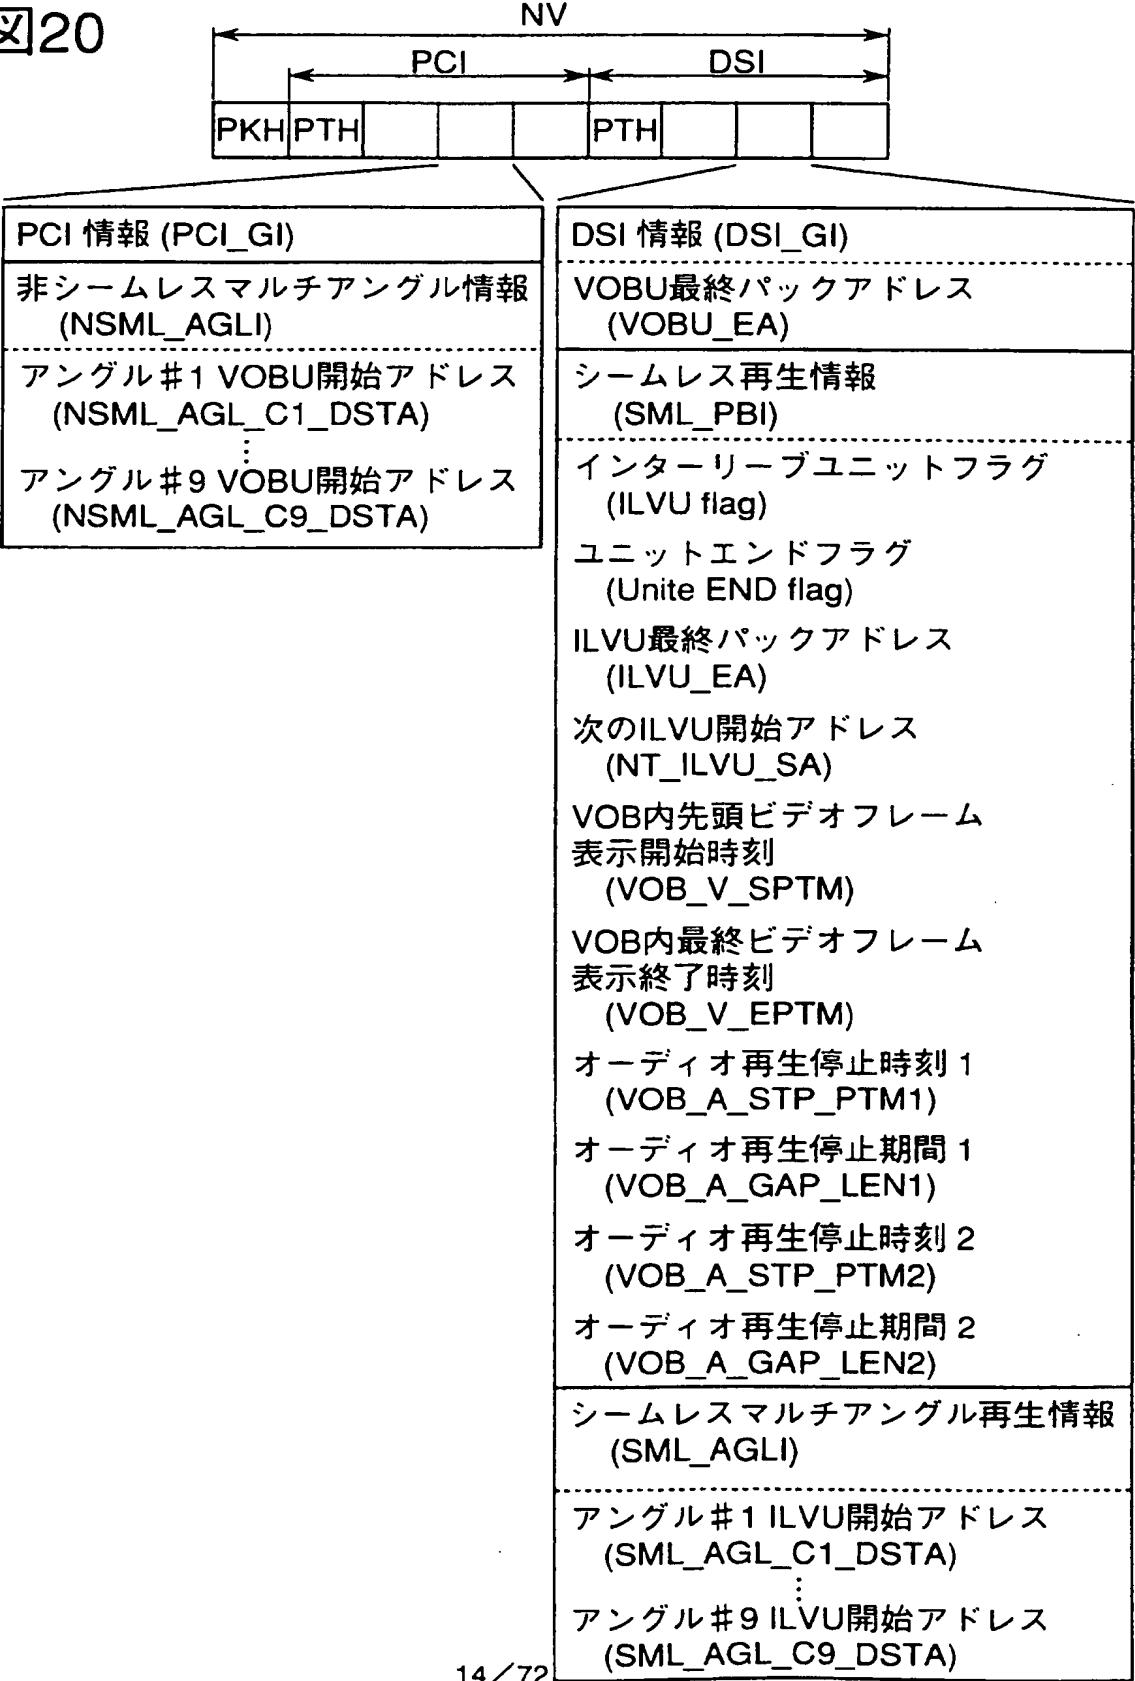 図20
NV
PCI
DSI
PKH PTH PTH
PCI 情報 (PCI_GI)
非シームレスマルチアングル情報
(NSML_AGLI)
アングル♯1 VOBU開始アドレス
(NSML_AGL_C1_DSTA)
⋮
アングル♯9 VOBU開始アドレス
(NSML_AGL_C9_DSTA)
DSI 情報 (DSI_GI)
VOBU最終パックアドレス
(VOBU_EA)
シームレス再生情報
(SML_PBI)
インターリーブユニットフラグ
(ILVU flag)
ユニットエンドフラグ
(Unite END flag)
ILVU最終パックアドレス
(ILVU_EA)
次のILVU開始アドレス
(NT_ILVU_SA)
VOB内先頭ビデオフレーム
表示開始時刻
(VOB_V_SPTM)
VOB内最終ビデオフレーム
表示終了時刻
(VOB_V_EPTM)
オーディオ再生停止時刻 1
(VOB_A_STP_PTM1)
オーディオ再生停止期間 1
(VOB_A_GAP_LEN1)
オーディオ再生停止時刻 2
(VOB_A_STP_PTM2)
オーディオ再生停止期間 2
(VOB_A_GAP_LEN2)
シームレスマルチアングル再生情報
(SML_AGLI)
アングル♯1 ILVU開始アドレス
(SML_AGL_C1_DSTA)
⋮
アングル♯9 ILVU開始アドレス
(SML_AGL_C9_DSTA)
14/72